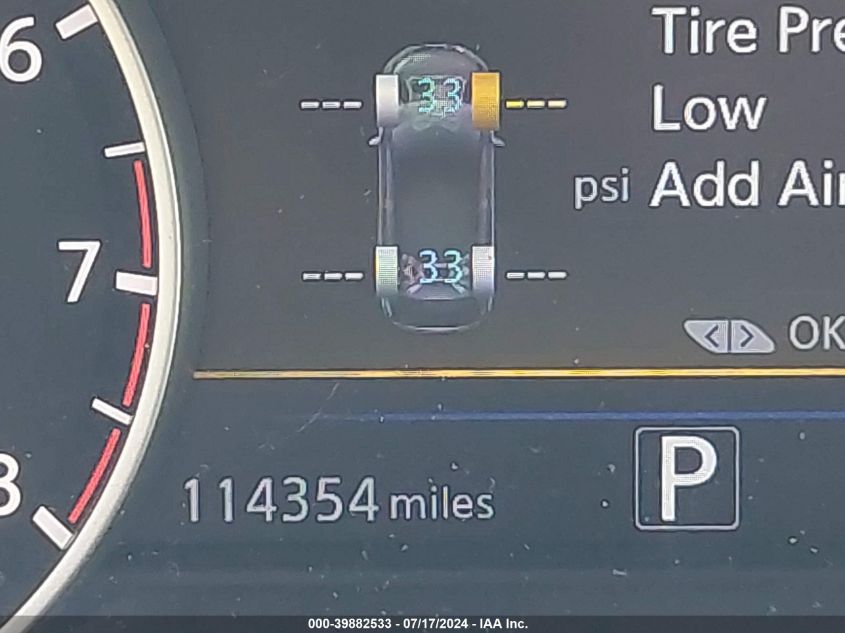 6
7
8
33
--- ---
33
--- ---
Tire Pre
Low
psi Add Air
< > OK
114354 miles
P
000-39882533 - 07/17/2024 - IAA Inc.